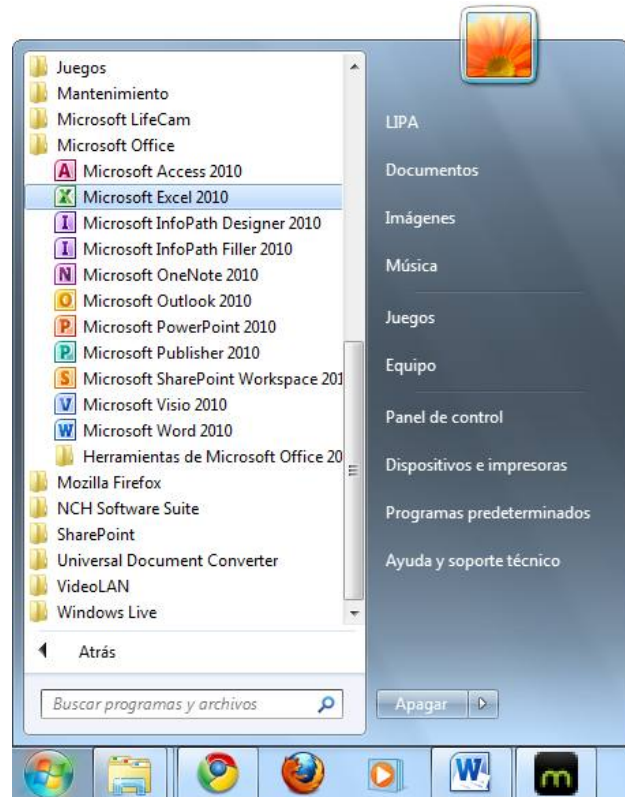 Juegos
Mantenimiento
Microsoft LifeCam
Microsoft Office
Microsoft Access 2010
Microsoft Excel 2010
Microsoft InfoPath Designer 2010
Microsoft InfoPath Filler 2010
Microsoft OneNote 2010
Microsoft Outlook 2010
Microsoft PowerPoint 2010
Microsoft Publisher 2010
Microsoft SharePoint Workspace 201
Microsoft Visio 2010
Microsoft Word 2010
Herramientas de Microsoft Office 20
Mozilla Firefox
NCH Software Suite
SharePoint
Universal Document Converter
VideoLAN
Windows Live
Atrás
Buscar programas y archivos
LIPA
Documentos
Imágenes
Música
Juegos
Equipo
Panel de control
Dispositivos e impresoras
Programas predeterminados
Ayuda y soporte técnico
Apagar